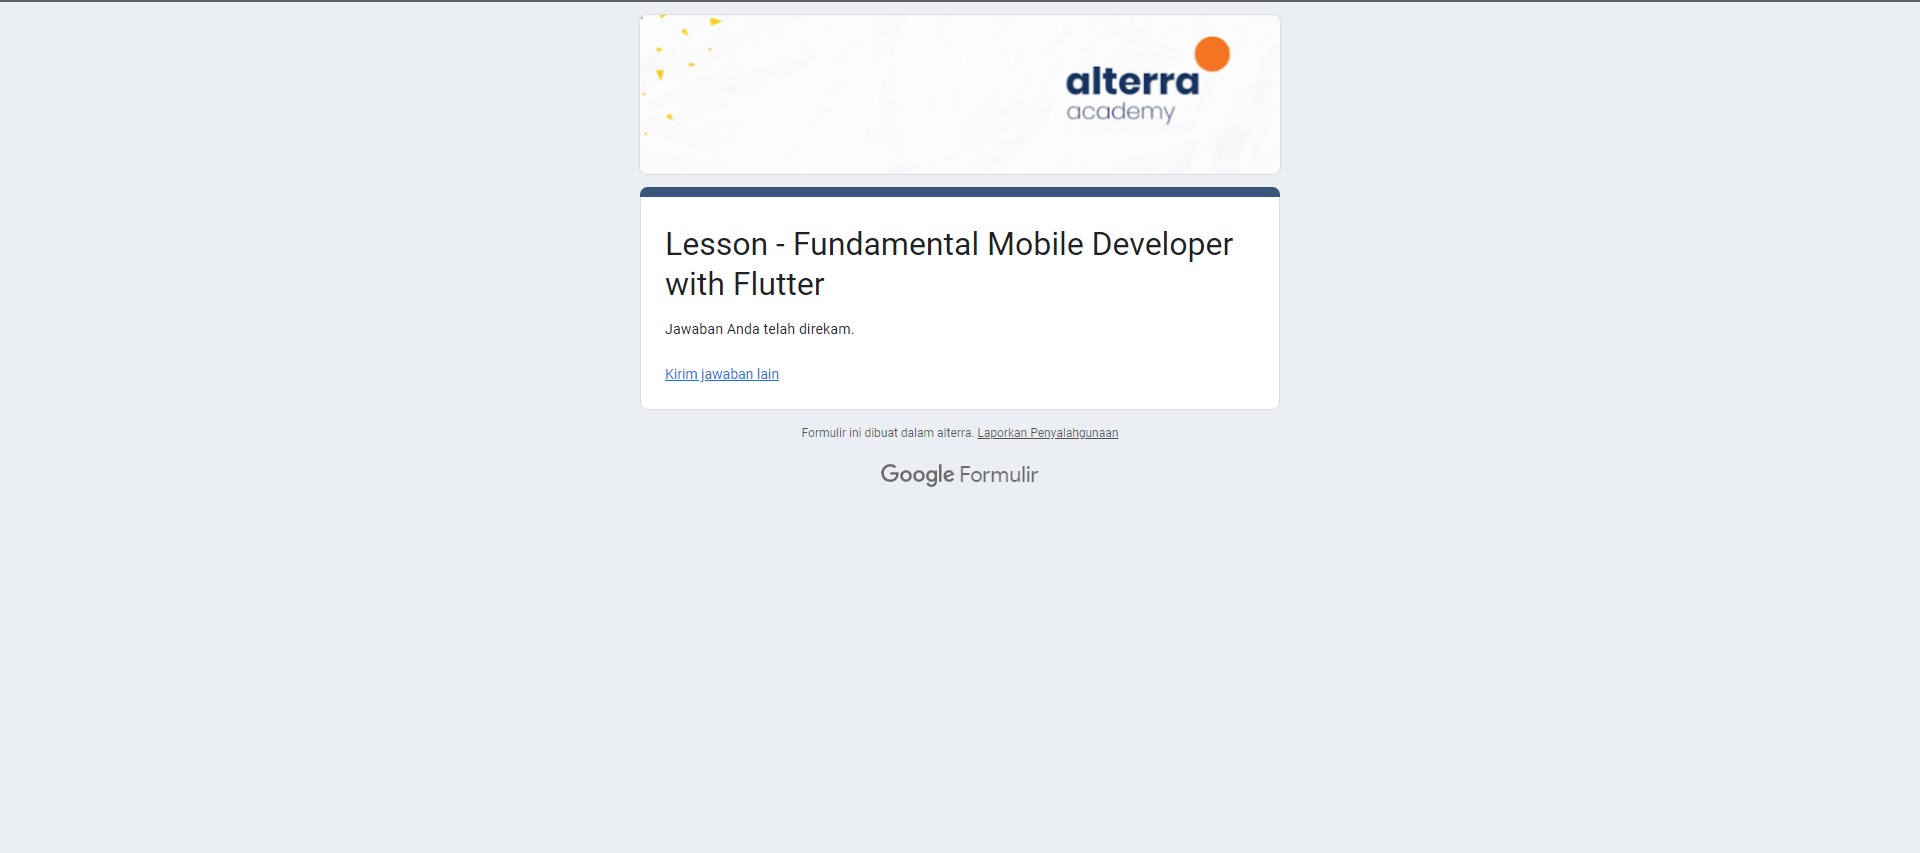 alterra
academy
Lesson - Fundamental Mobile Developer
with Flutter
Jawaban Anda telah direkam.
Kirim jawaban lain
Formulir ini dibuat dalam alterra. Laporkan Penyalahgunaan
Google Formulir